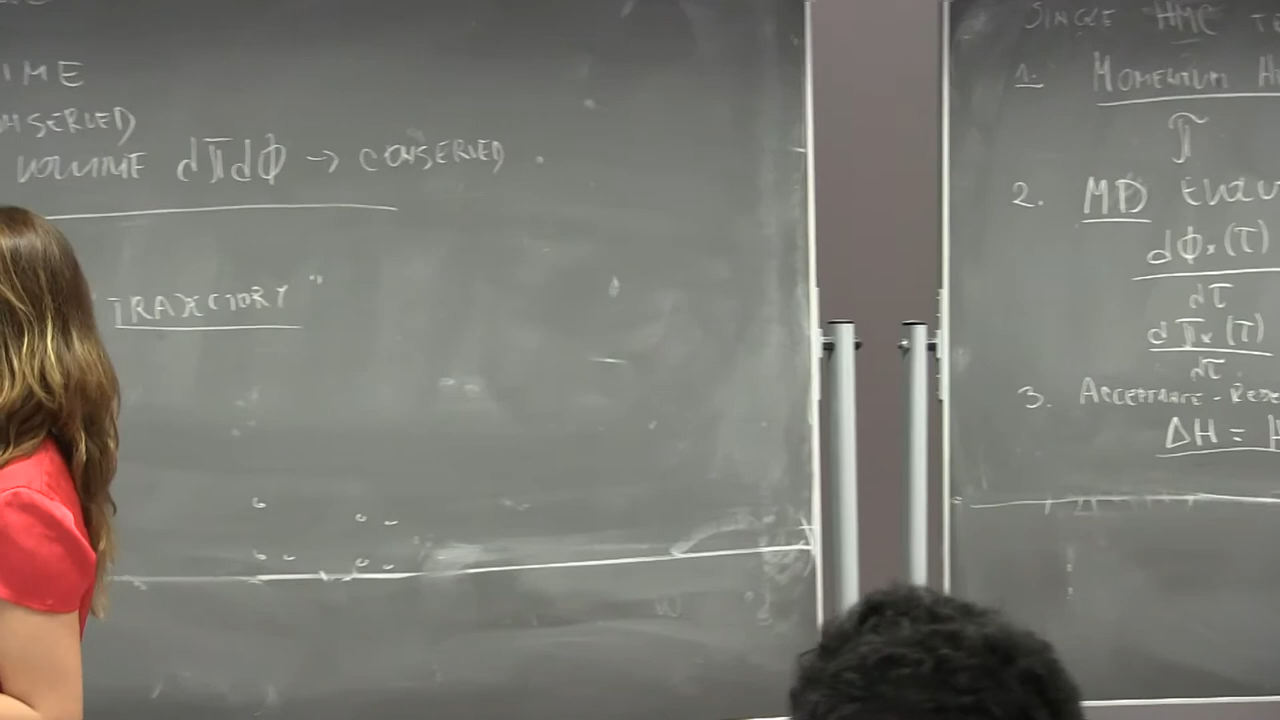 IME
NSERVED
VOLUME dπdΦ → CONSERVED.
"TRAJECTORY"
SINGLE HMC
1. MOMENTUM H
π
2. MD EVOLU
dΦₓ(τ)
dτ
dπₓ(τ)
dτ
3. ACCEPTANCE - REJE
ΔH = H